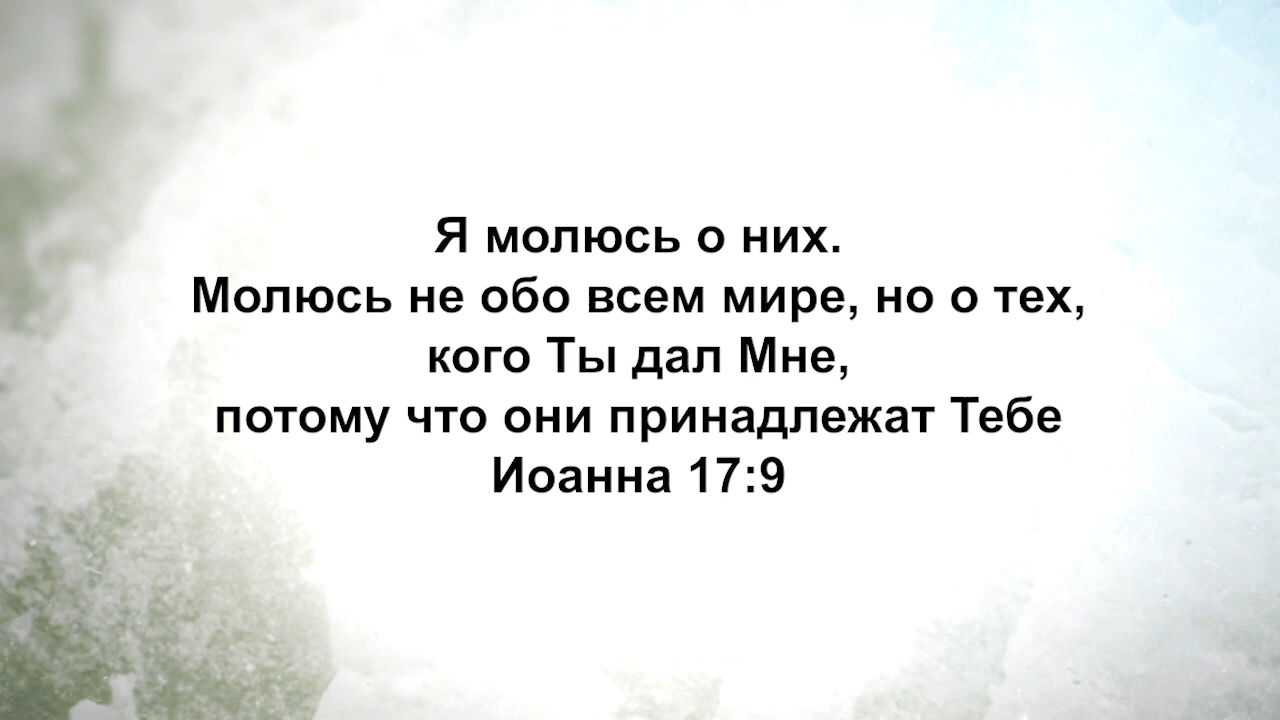 Я молюсь о них.
Молюсь не обо всем мире, но о тех,
кого Ты дал Мне,
потому что они принадлежат Тебе
Иоанна 17:9